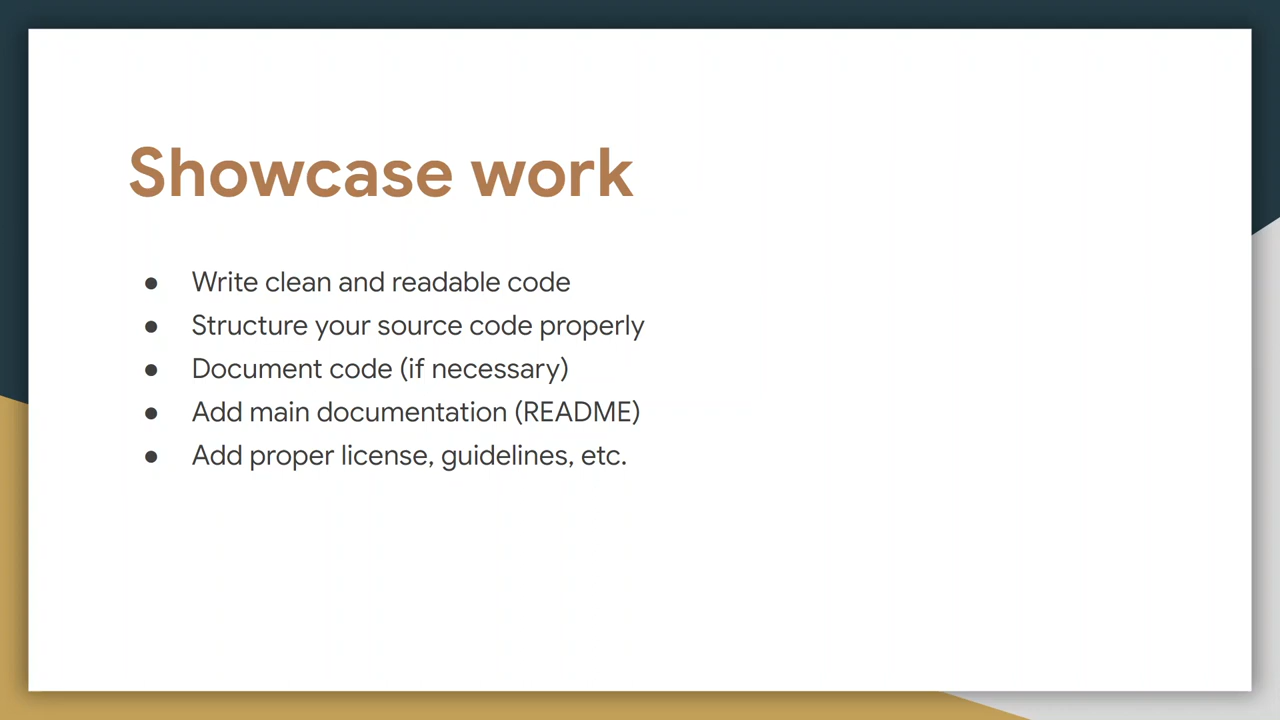 Showcase work
● Write clean and readable code
● Structure your source code properly
● Document code (if necessary)
● Add main documentation (README)
● Add proper license, guidelines, etc.